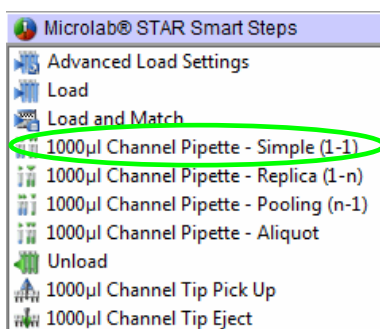 Microlab® STAR Smart Steps
Advanced Load Settings
Load
Load and Match
1000µl Channel Pipette - Simple (1-1)
1000µl Channel Pipette - Replica (1-n)
1000µl Channel Pipette - Pooling (n-1)
1000µl Channel Pipette - Aliquot
Unload
1000µl Channel Tip Pick Up
1000µl Channel Tip Eject